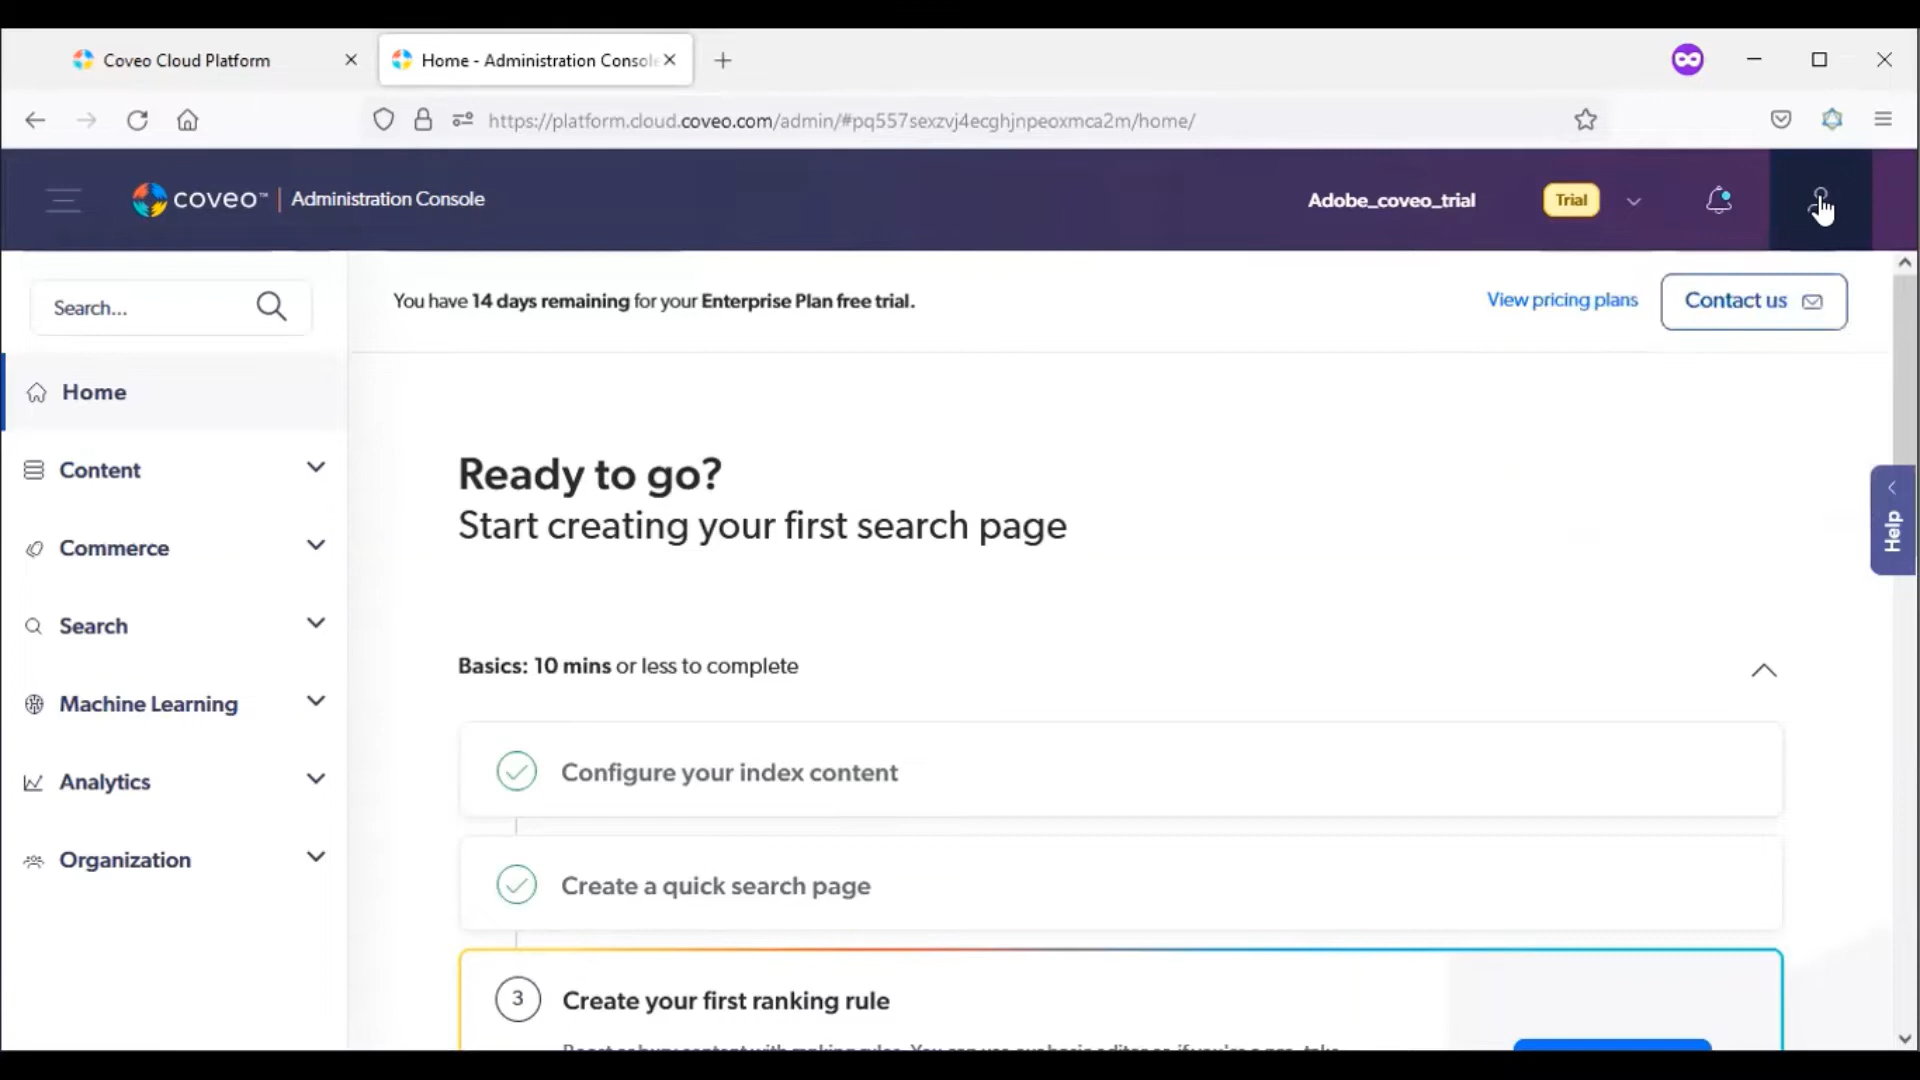 Coveo Cloud Platform
Home - Administration Consol
https://platform.cloud.coveo.com/admin/#pq557sexzvj4ecghjnpeoxmca2m/home/
coveo™ | Administration Console
Adobe_coveo_trial
Trial
Search...
You have 14 days remaining for your Enterprise Plan free trial.
View pricing plans
Contact us
Home
Content
Commerce
Search
Machine Learning
Analytics
Organization
Ready to go?
Start creating your first search page
Help
Basics: 10 mins or less to complete
Configure your index content
Create a quick search page
3 Create your first ranking rule